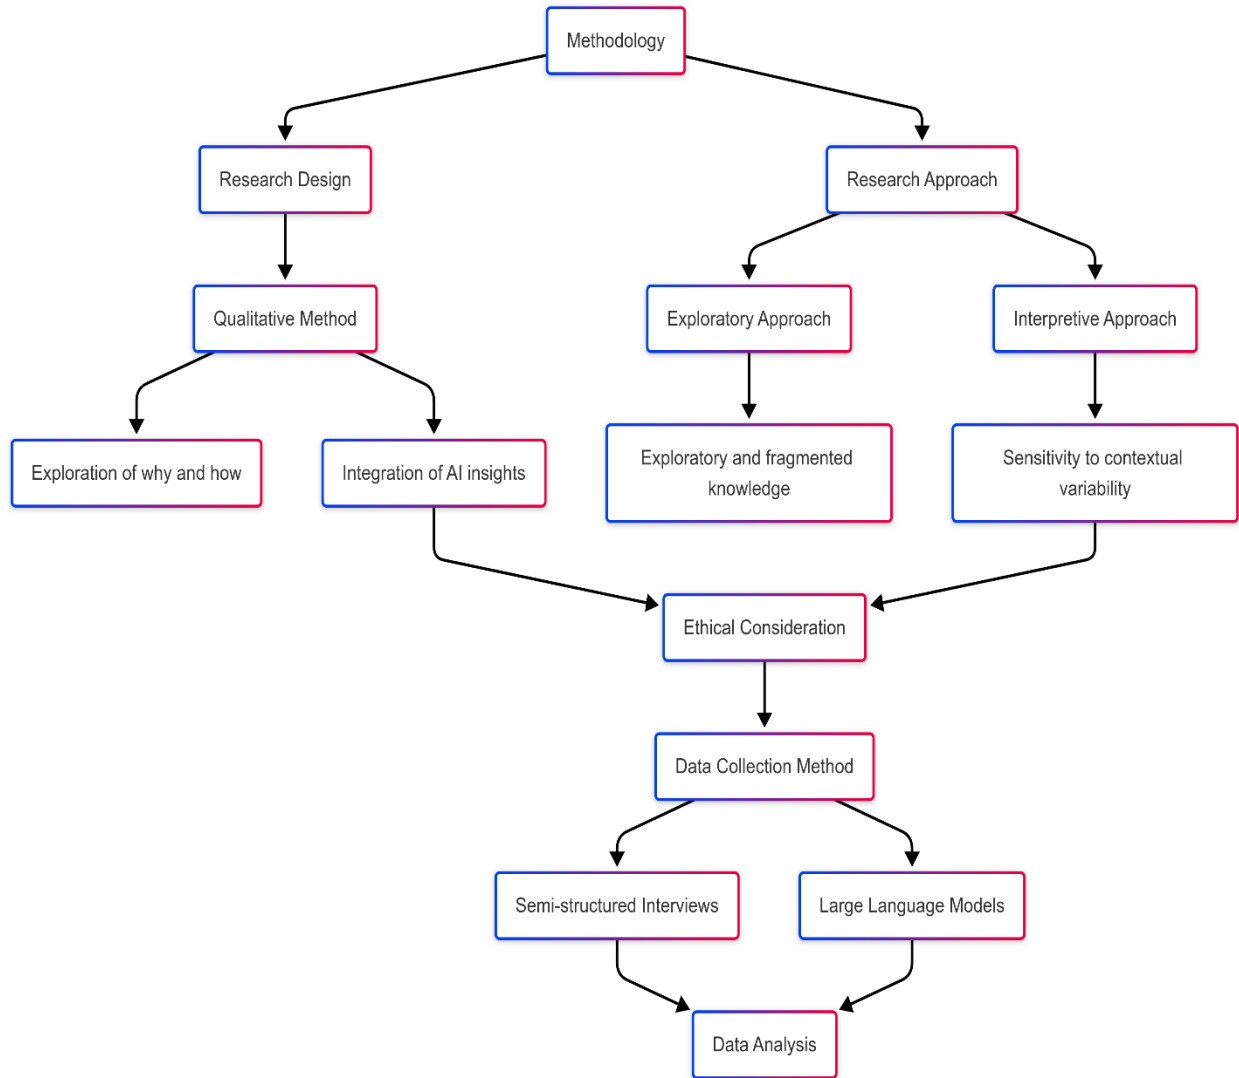 Methodology
Research Design
Research Approach
Qualitative Method
Exploratory Approach
Interpretive Approach
Exploration of why and how
Integration of AI insights
Exploratory and fragmented
knowledge
Sensitivity to contextual
variability
Ethical Consideration
Data Collection Method
Semi-structured Interviews
Large Language Models
Data Analysis